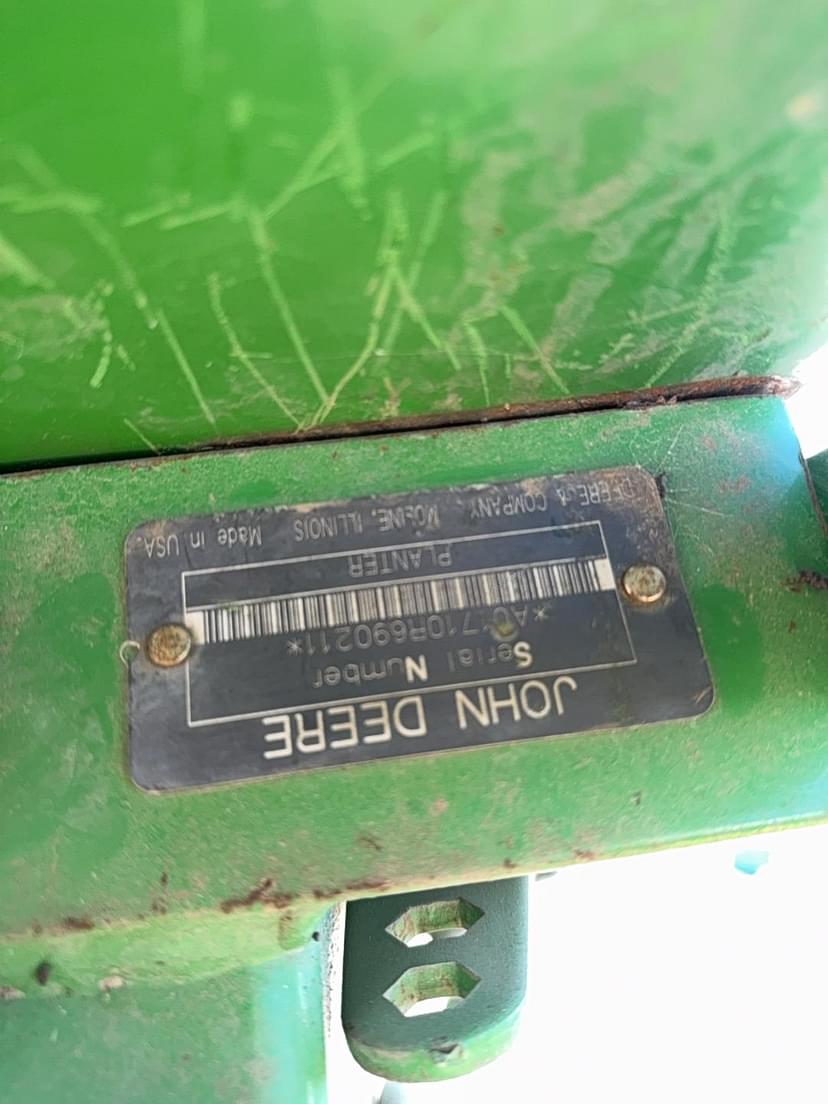 JOHN DEERE
Serial Number
*A01710R690211*
PLANTER
DEERE & COMPANY MOLINE, ILLINOIS Made in USA.